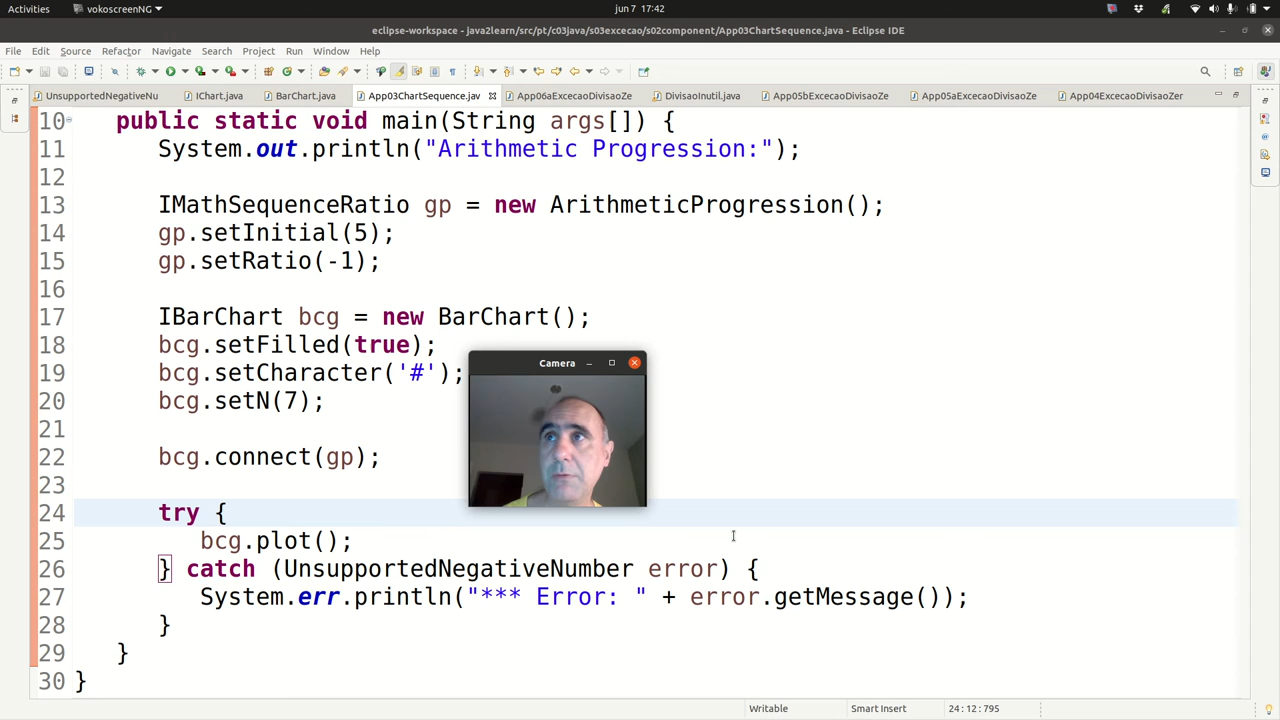 Activities vokoscreenNG jun 7 17:42
eclipse-workspace - java2learn/src/pt/c03java/s03excecao/s02component/App03ChartSequence.java - Eclipse IDE
File Edit Source Refactor Navigate Search Project Run Window Help
UnsupportedNegativeNu IChart.java BarChart.java App03ChartSequence.jav App06aExcecaoDivisaoZe DivisaoInutil.java App05bExcecaoDivisaoZe App05aExcecaoDivisaoZe App04ExcecaoDivisaoZer
10 public static void main(String args[]) {
11 System.out.println("Arithmetic Progression:");
12
13 IMathSequenceRatio gp = new ArithmeticProgression();
14 gp.setInitial(5);
15 gp.setRatio(-1);
16
17 IBarChart bcg = new BarChart();
18 bcg.setFilled(true);
19 bcg.setCharacter('#');
20 bcg.setN(7);
21
22 bcg.connect(gp);
23
24 try {
25 bcg.plot();
26 } catch (UnsupportedNegativeNumber error) {
27 System.err.println("*** Error: " + error.getMessage());
28 }
29 }
30 }
Camera
Writable Smart Insert 24 : 12 : 795